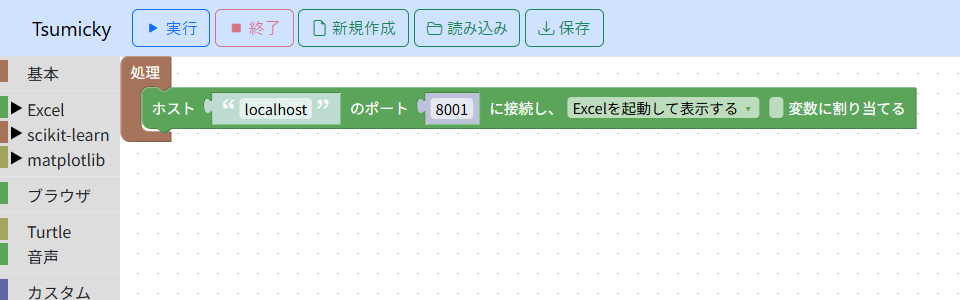 Tsumicky 実行 終了 新規作成 読み込み 保存
基本
Excel
scikit-learn
matplotlib
ブラウザ
Turtle
音声
カスタム
処理
ホスト “ localhost ” のポート 8001 に接続し、 Excelを起動して表示する 変数に割り当てる